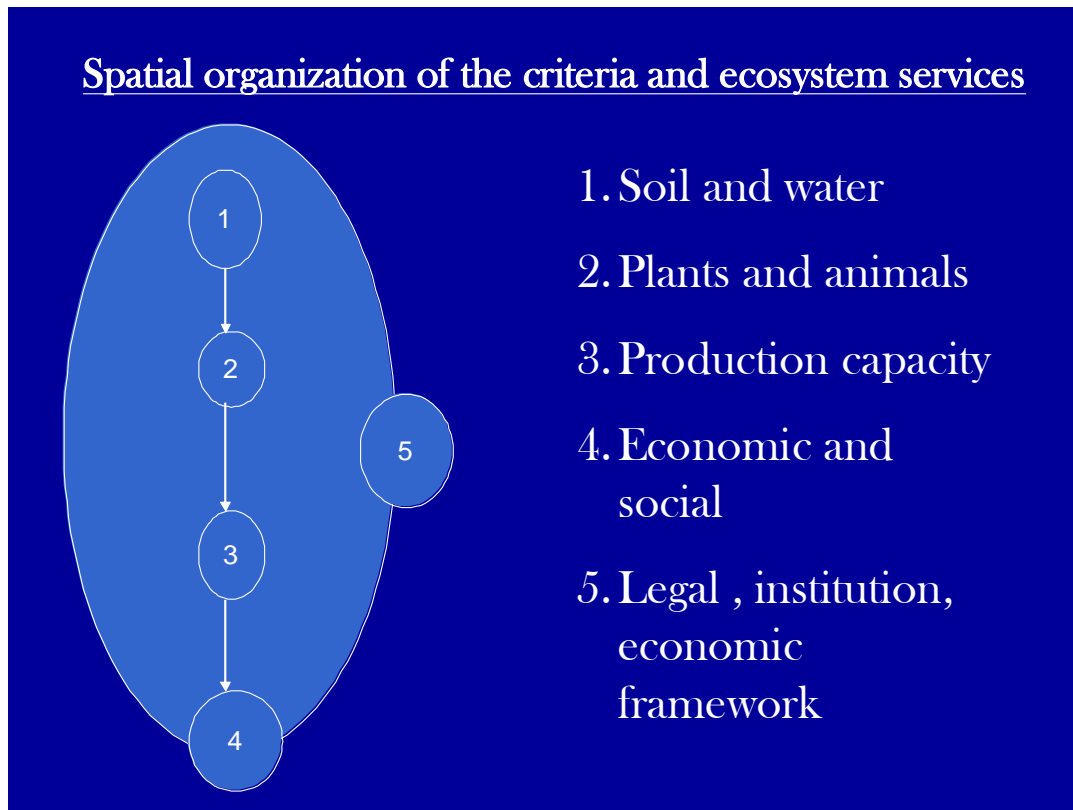 Spatial organization of the criteria and ecosystem services
1
2
3
4
5
1. Soil and water
2. Plants and animals
3. Production capacity
4. Economic and
social
5. Legal , institution,
economic
framework